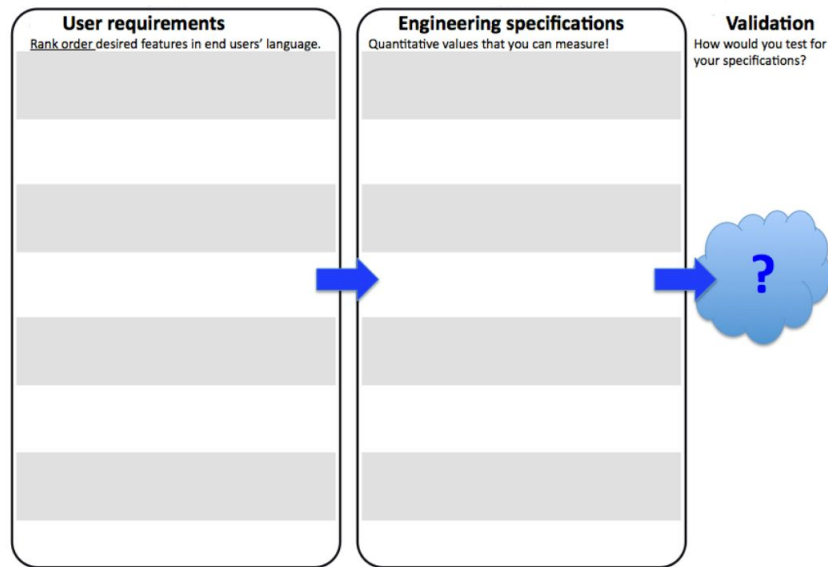 User requirements
Rank order desired features in end users' language.
Engineering specifications
Quantitative values that you can measure!
Validation
How would you test for
your specifications?
?